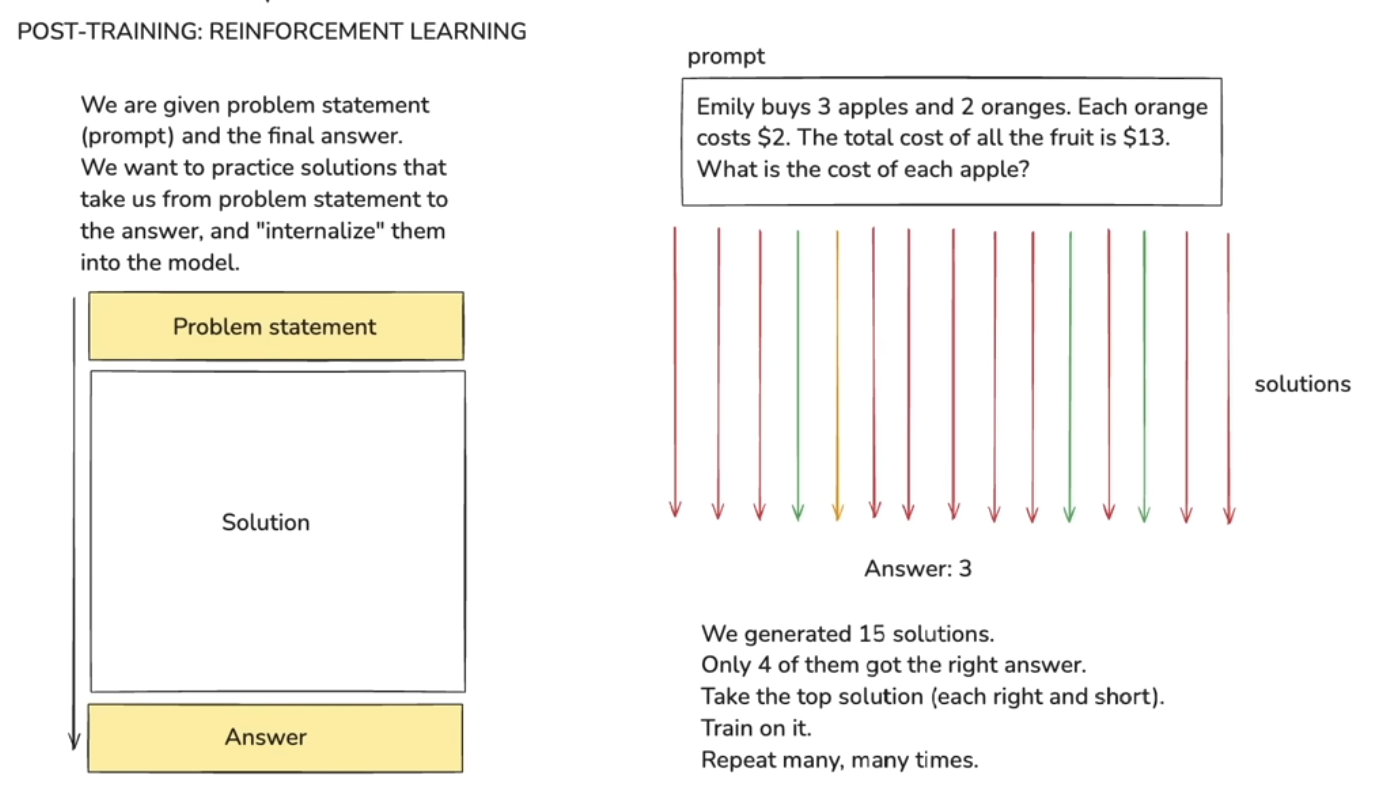 POST-TRAINING: REINFORCEMENT LEARNING
We are given problem statement
(prompt) and the final answer.
We want to practice solutions that
take us from problem statement to
the answer, and "internalize" them
into the model.
Problem statement
Solution
Answer
prompt
Emily buys 3 apples and 2 oranges. Each orange
costs $2. The total cost of all the fruit is $13.
What is the cost of each apple?
solutions
Answer: 3
We generated 15 solutions.
Only 4 of them got the right answer.
Take the top solution (each right and short).
Train on it.
Repeat many, many times.